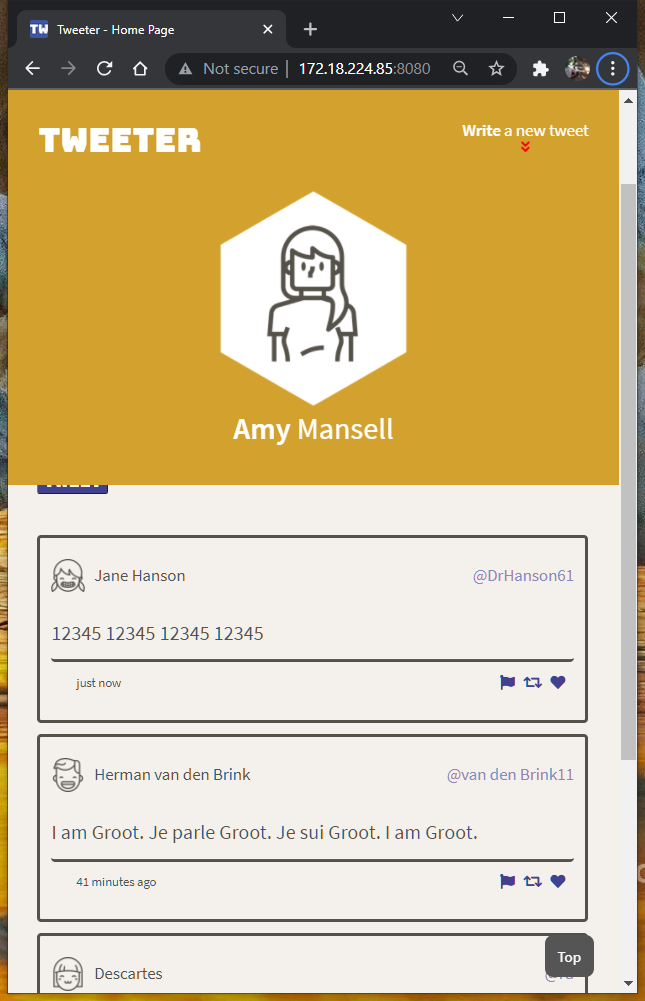 TW Tweeter - Home Page
Not secure | 172.18.224.85:8080
TWEETER
Write a new tweet
Amy Mansell
Jane Hanson @DrHanson61
12345 12345 12345 12345
just now
Herman van den Brink @van den Brink11
I am Groot. Je parle Groot. Je sui Groot. I am Groot.
41 minutes ago
Top
Descartes